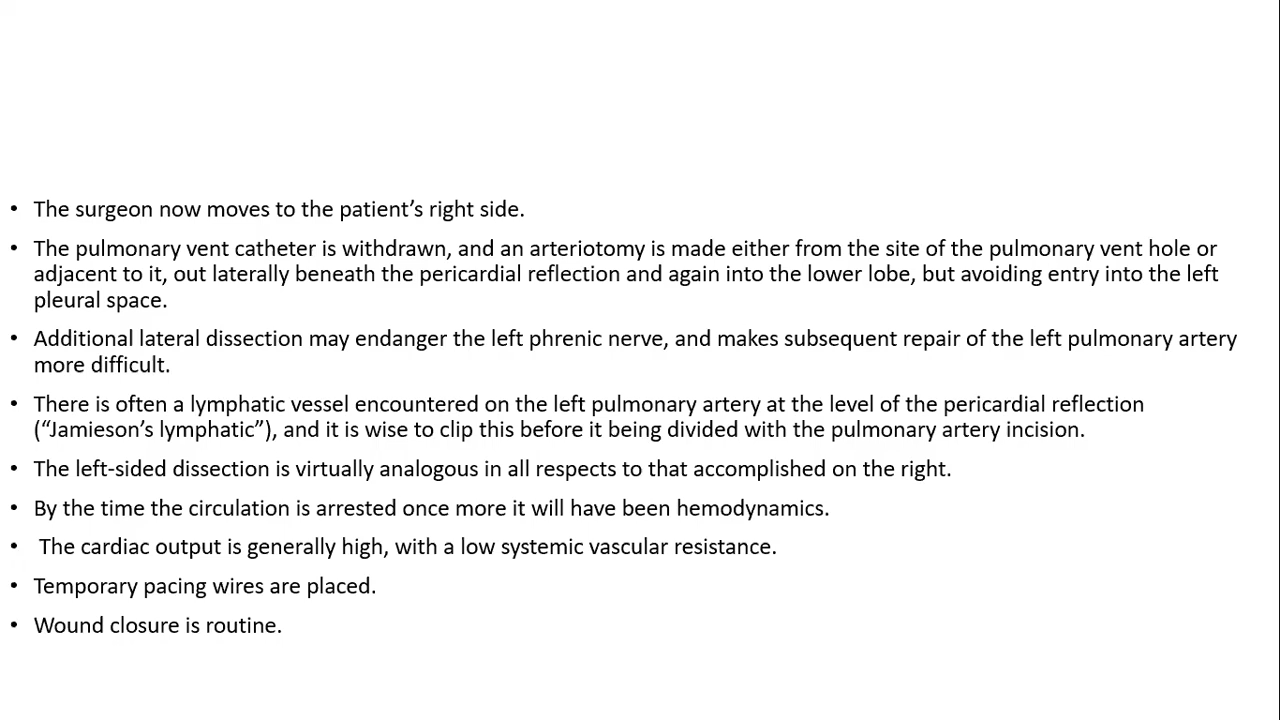 • The surgeon now moves to the patient’s right side.
• The pulmonary vent catheter is withdrawn, and an arteriotomy is made either from the site of the pulmonary vent hole or
adjacent to it, out laterally beneath the pericardial reflection and again into the lower lobe, but avoiding entry into the left
pleural space.
• Additional lateral dissection may endanger the left phrenic nerve, and makes subsequent repair of the left pulmonary artery
more difficult.
• There is often a lymphatic vessel encountered on the left pulmonary artery at the level of the pericardial reflection
(“Jamieson’s lymphatic”), and it is wise to clip this before it being divided with the pulmonary artery incision.
• The left-sided dissection is virtually analogous in all respects to that accomplished on the right.
• By the time the circulation is arrested once more it will have been hemodynamics.
• The cardiac output is generally high, with a low systemic vascular resistance.
• Temporary pacing wires are placed.
• Wound closure is routine.